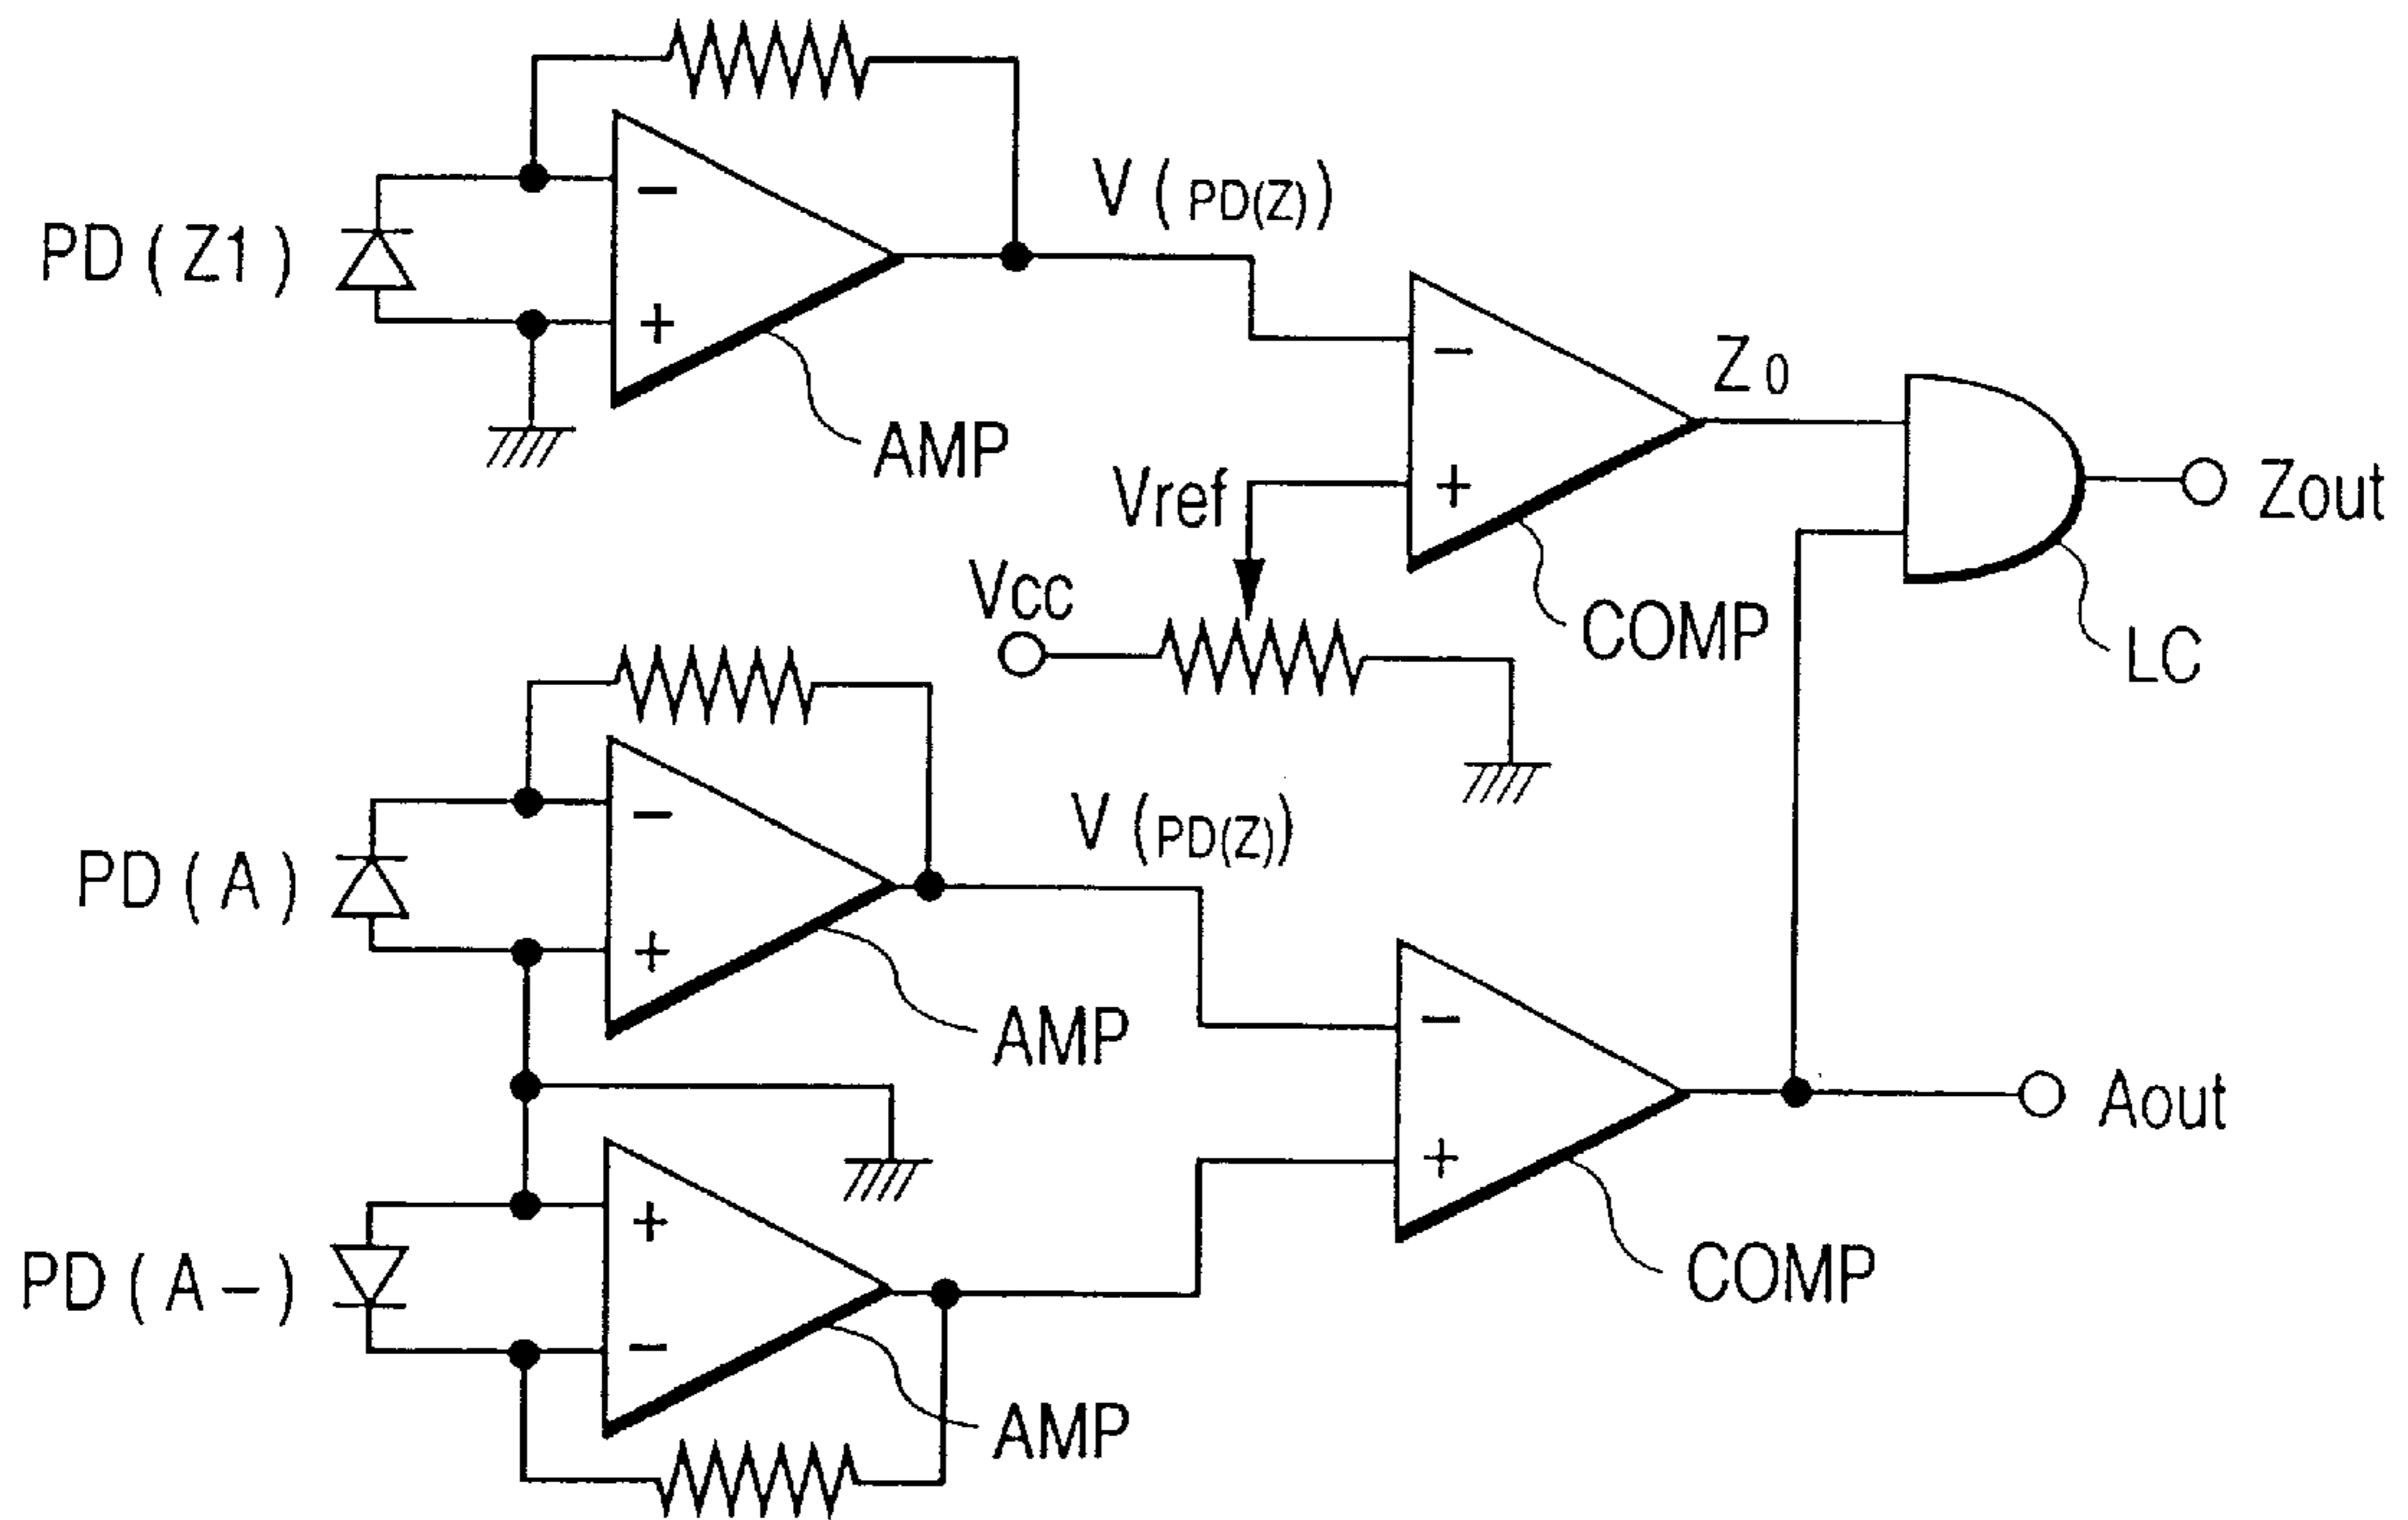 V (PD(Z))
PD (Z1)
−
+
AMP
−
+
Z0
Vref
Zout
Vcc
COMP
LC
PD (A)
−
+
V (PD(Z))
AMP
−
+
Aout
COMP
PD (A −)
+
−
AMP